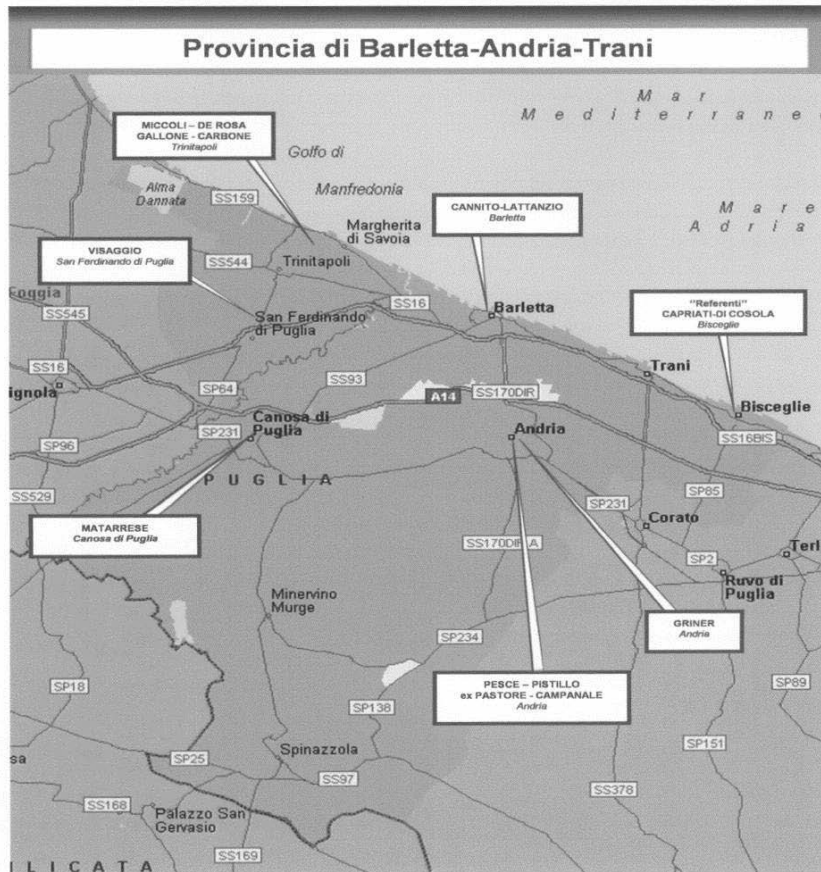 Provincia di Barletta-Andria-Trani
Mar
Mediterraneo
MICCOLI – DE ROSA
GALLONE - CARBONE
Trinitapoli
Golfo di
Manfredonia
Alma
Dannata
SS159
CANNITO-LATTANZIO
Barletta
Mare
Adria
Margherita
di Savoia
VISAGGIO
San Ferdinando di Puglia
SS544
Trinitapoli
Foggia
SS545
SS16
San Ferdinando
di Puglia
Barletta
"Referenti"
CAPRIATI-DI COSOLA
Bisceglie
SS16
ignola
SP64
SS93
A14
SS170DIR
Trani
Bisceglie
SP96
SP231
Canosa di
Puglia
Andria
SS16BIS
PUGLIA
SS529
SP85
SP231
MATARRESE
Canosa di Puglia
SS170DIR A
Corato
SP2
Terl
Ruvo di
Puglia
Minervino
Murge
GRINER
Andria
SP234
SP18
PESCE – PISTILLO
ex PASTORE - CAMPANALE
Andria
SP89
SP138
SP151
sa
SP25
Spinazzola
SS97
SS378
SS168
Palazzo San
Gervasio
SS169
ILICATA